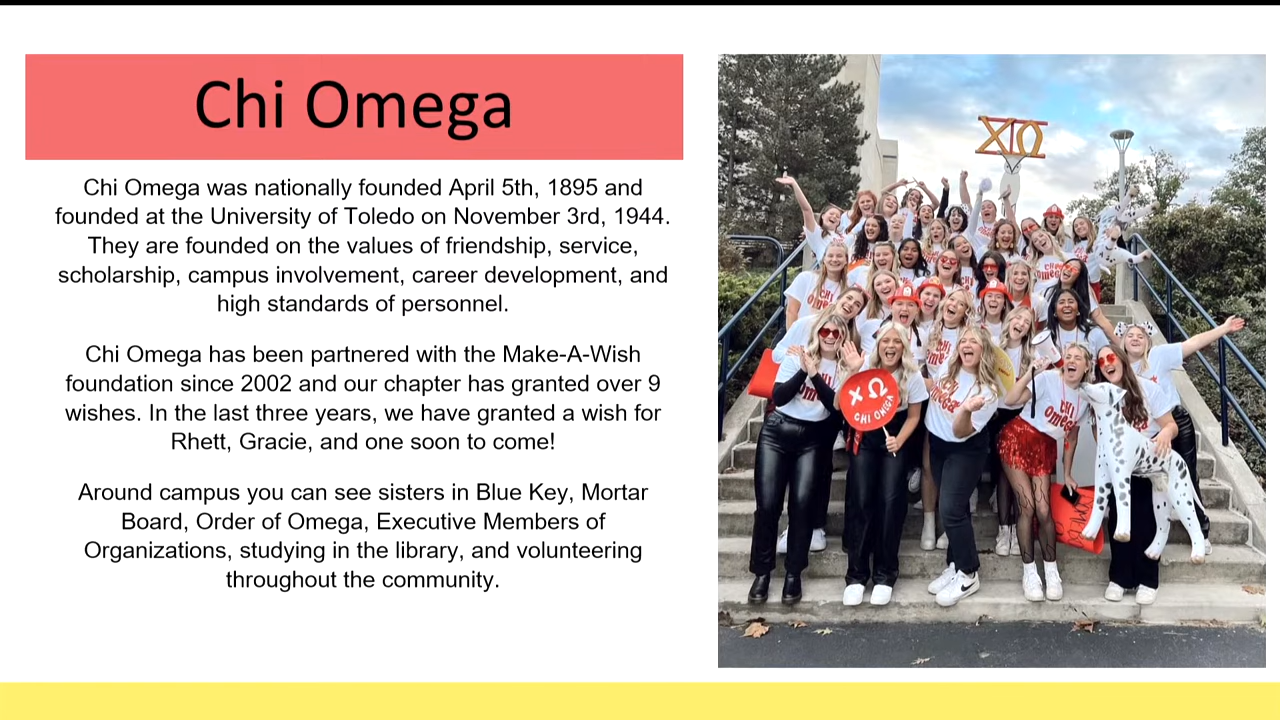 Chi Omega
Chi Omega was nationally founded April 5th, 1895 and
founded at the University of Toledo on November 3rd, 1944.
They are founded on the values of friendship, service,
scholarship, campus involvement, career development, and
high standards of personnel.
Chi Omega has been partnered with the Make-A-Wish
foundation since 2002 and our chapter has granted over 9
wishes. In the last three years, we have granted a wish for
Rhett, Gracie, and one soon to come!
Around campus you can see sisters in Blue Key, Mortar
Board, Order of Omega, Executive Members of
Organizations, studying in the library, and volunteering
throughout the community.
ΧΩ
Χ Ω
CHI OMEGA
CHI
Omega